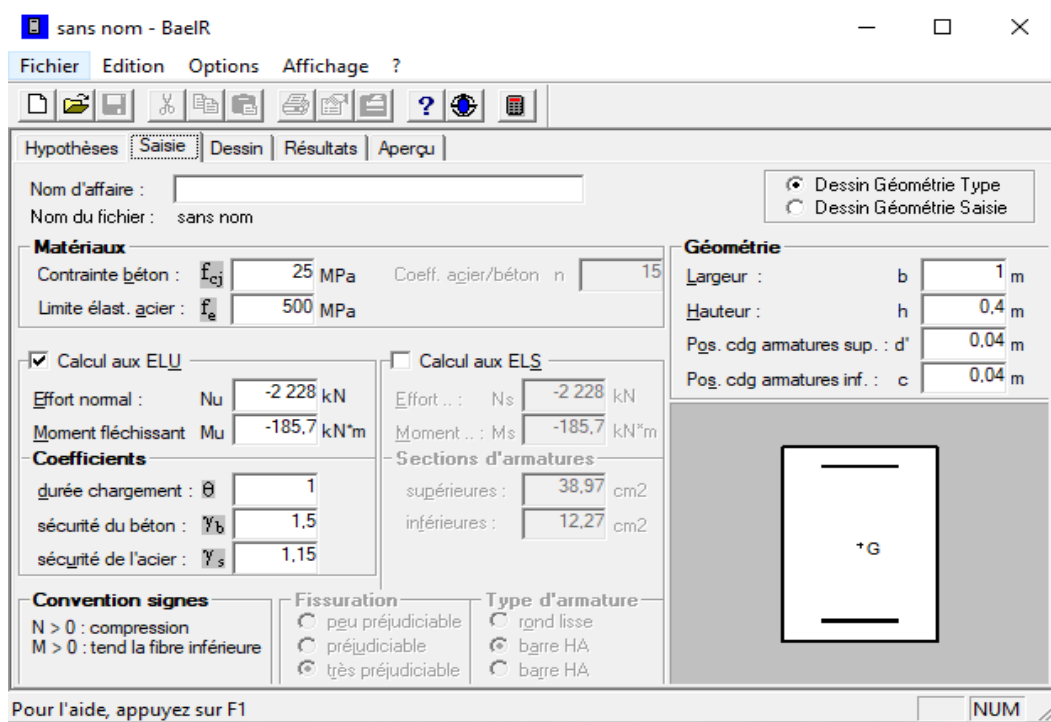 sans nom - BaelR
Fichier Edition Options Affichage ?
Hypothèses Saisie Dessin Résultats Aperçu
Nom d'affaire :
Nom du fichier : sans nom
Dessin Géométrie Type
Dessin Géométrie Saisie
Matériaux
Contrainte béton : fcj 25 MPa Coeff. acier/béton n 15
Limite élast. acier : fe 500 MPa
Géométrie
Largeur : b 1 m
Hauteur : h 0,4 m
Pos. cdg armatures sup. : d' 0,04 m
Pos. cdg armatures inf. : c 0,04 m
Calcul aux ELU
Effort normal : Nu -2 228 kN
Moment fléchissant Mu -185,7 kN*m
Calcul aux ELS
Effort .. : Ns -2 228 kN
Moment .. : Ms -185,7 kN*m
Coefficients
durée chargement : θ 1
sécurité du béton : γb 1,5
sécurité de l'acier : γs 1,15
Sections d'armatures
supérieures : 38,97 cm2
inférieures : 12,27 cm2
+G
Convention signes
N > 0 : compression
M > 0 : tend la fibre inférieure
Fissuration
peu préjudiciable
préjudiciable
très préjudiciable
Type d'armature
rond lisse
barre HA
barre HA
Pour l'aide, appuyez sur F1 NUM